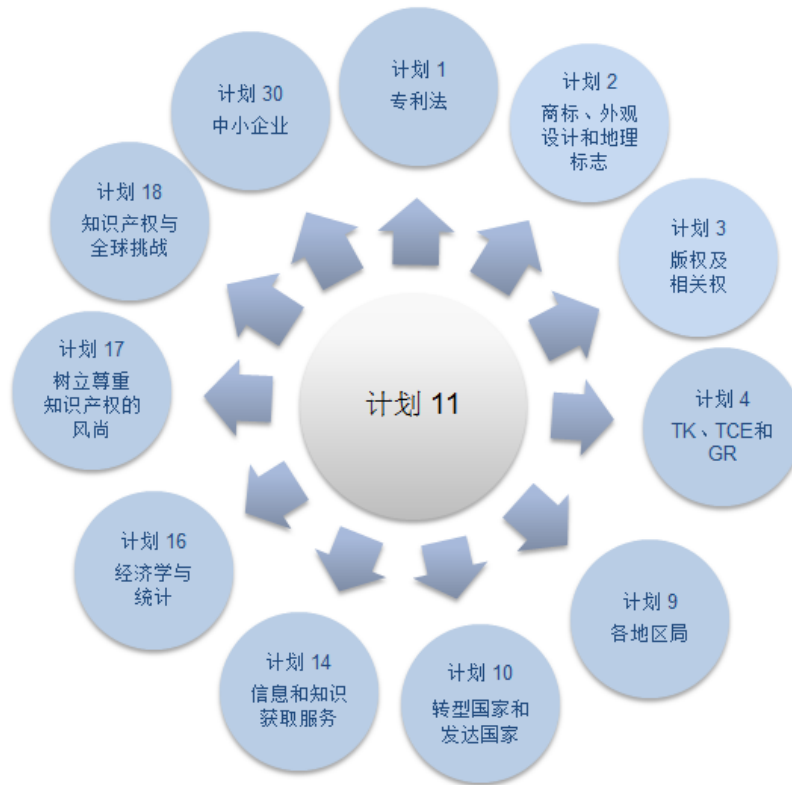 计划 1
专利法
计划 2
商标、外观
设计和地理
标志
计划 3
版权及
相关权
计划 4
TK、TCE和
GR
计划 9
各地区局
计划 10
转型国家和
发达国家
计划 14
信息和知识
获取服务
计划 16
经济学与
统计
计划 17
树立尊重
知识产权的
风尚
计划 18
知识产权与
全球挑战
计划 30
中小企业
计划 11